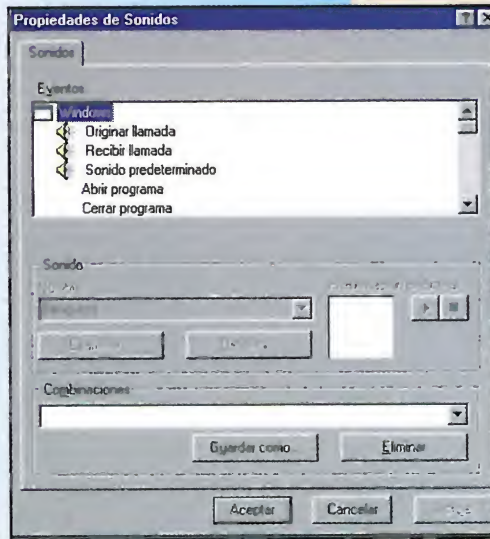 Propiedades de Sonidos
Sonidos
Eventos:
Windows
Originar llamada
Recibir llamada
Sonido predeterminado
Abrir programa
Cerrar programa
Sonido
Combinaciones
Guardar como...
Eliminar
Aceptar
Cancelar